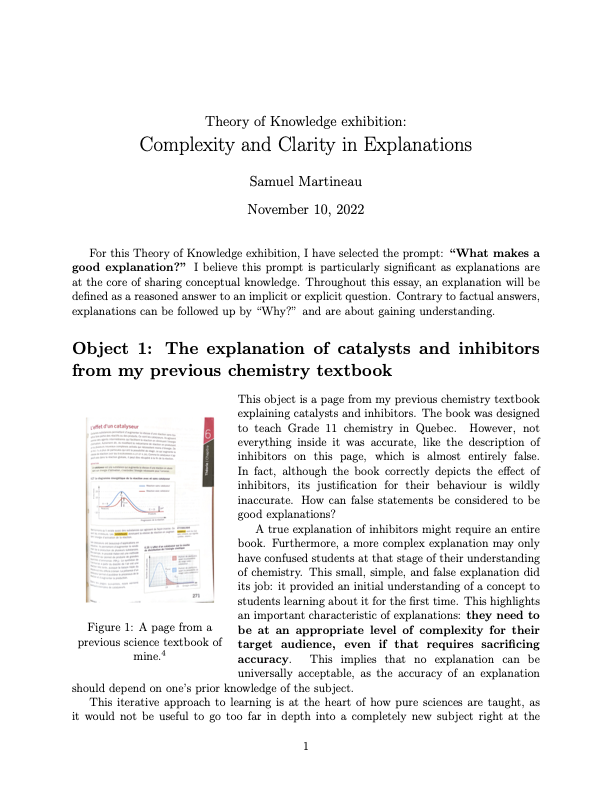 Theory of Knowledge exhibition:
Complexity and Clarity in Explanations
Samuel Martineau
November 10, 2022
For this Theory of Knowledge exhibition, I have selected the prompt: “What makes a
good explanation?” I believe this prompt is particularly significant as explanations are
at the core of sharing conceptual knowledge. Throughout this essay, an explanation will be
defined as a reasoned answer to an implicit or explicit question. Contrary to factual answers,
explanations can be followed up by “Why?” and are about gaining understanding.
Object 1: The explanation of catalysts and inhibitors
from my previous chemistry textbook
L'effet d'un catalyseur
6
271
Figure 1: A page from a
previous science textbook of
mine.4
This object is a page from my previous chemistry textbook
explaining catalysts and inhibitors. The book was designed
to teach Grade 11 chemistry in Quebec. However, not
everything inside it was accurate, like the description of
inhibitors on this page, which is almost entirely false.
In fact, although the book correctly depicts the effect of
inhibitors, its justification for their behaviour is wildly
inaccurate. How can false statements be considered to be
good explanations?
A true explanation of inhibitors might require an entire
book. Furthermore, a more complex explanation may only
have confused students at that stage of their understanding
of chemistry. This small, simple, and false explanation did
its job: it provided an initial understanding of a concept to
students learning about it for the first time. This highlights
an important characteristic of explanations: they need to
be at an appropriate level of complexity for their
target audience, even if that requires sacrificing
accuracy. This implies that no explanation can be
universally acceptable, as the accuracy of an explanation
should depend on one’s prior knowledge of the subject.
This iterative approach to learning is at the heart of how pure sciences are taught, as
it would not be useful to go too far in depth into a completely new subject right at the
1